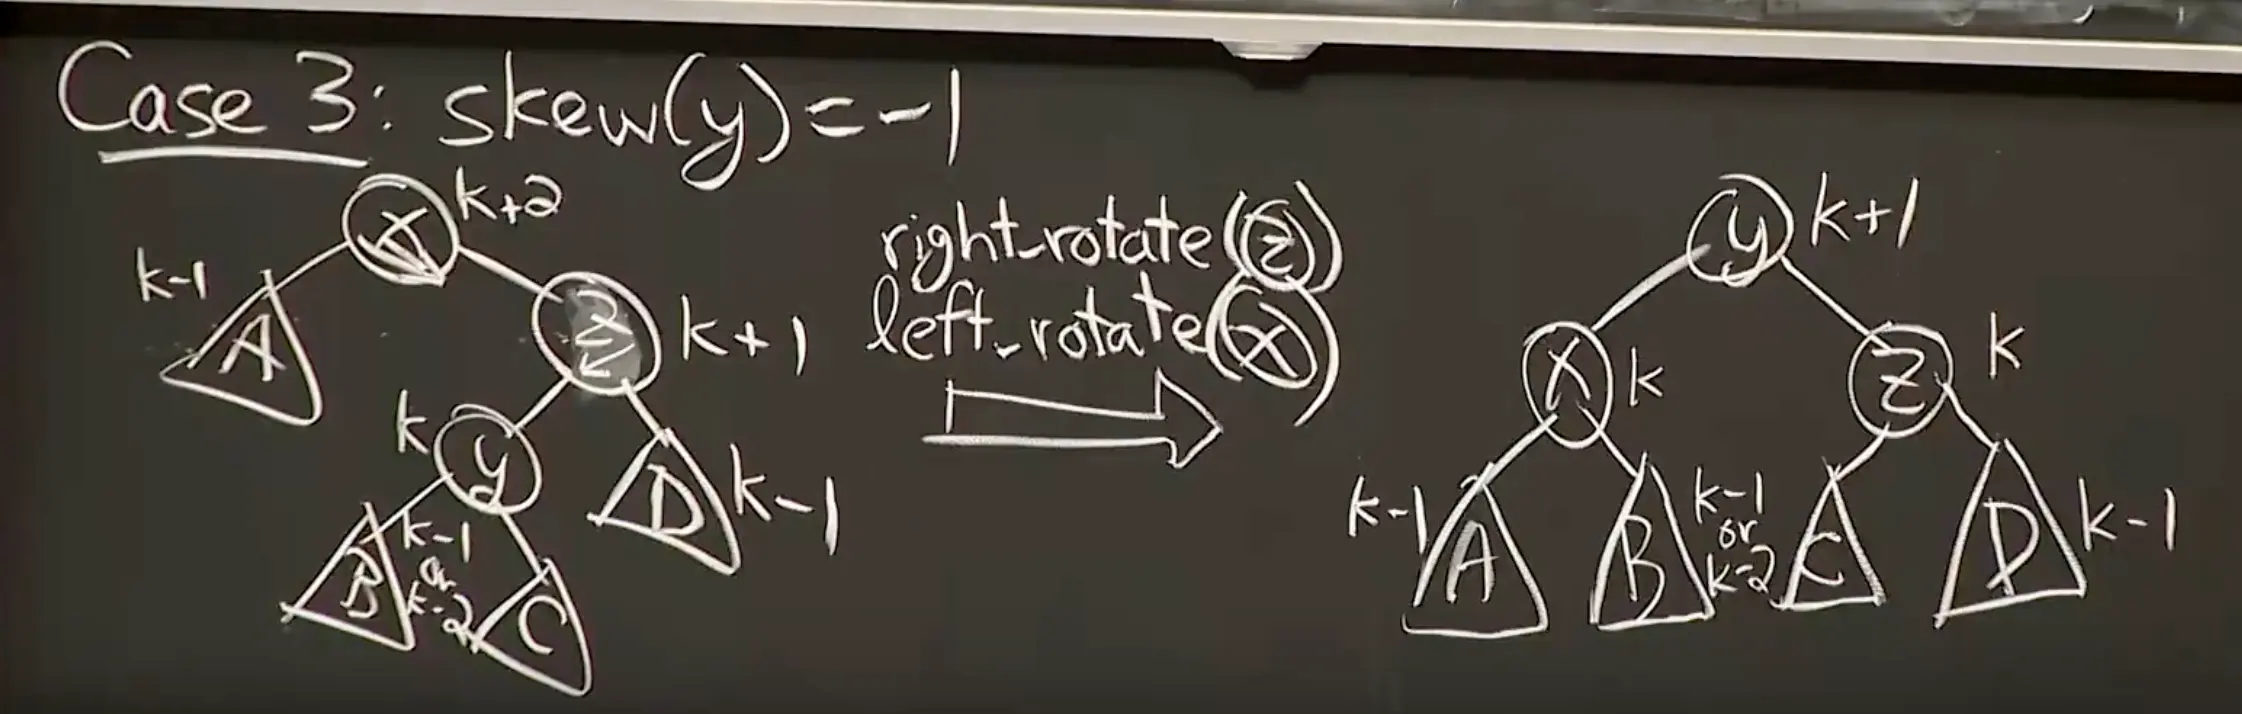 Case 3: skew(y)=-1
x k+2
k-1
A
z k+1
right_rotate(z)
left_rotate(x)
k y
D k-1
B k-1 or k-2 C
y k+1
x k
z k
k-1 A
B k-1 or k-2 C
D k-1